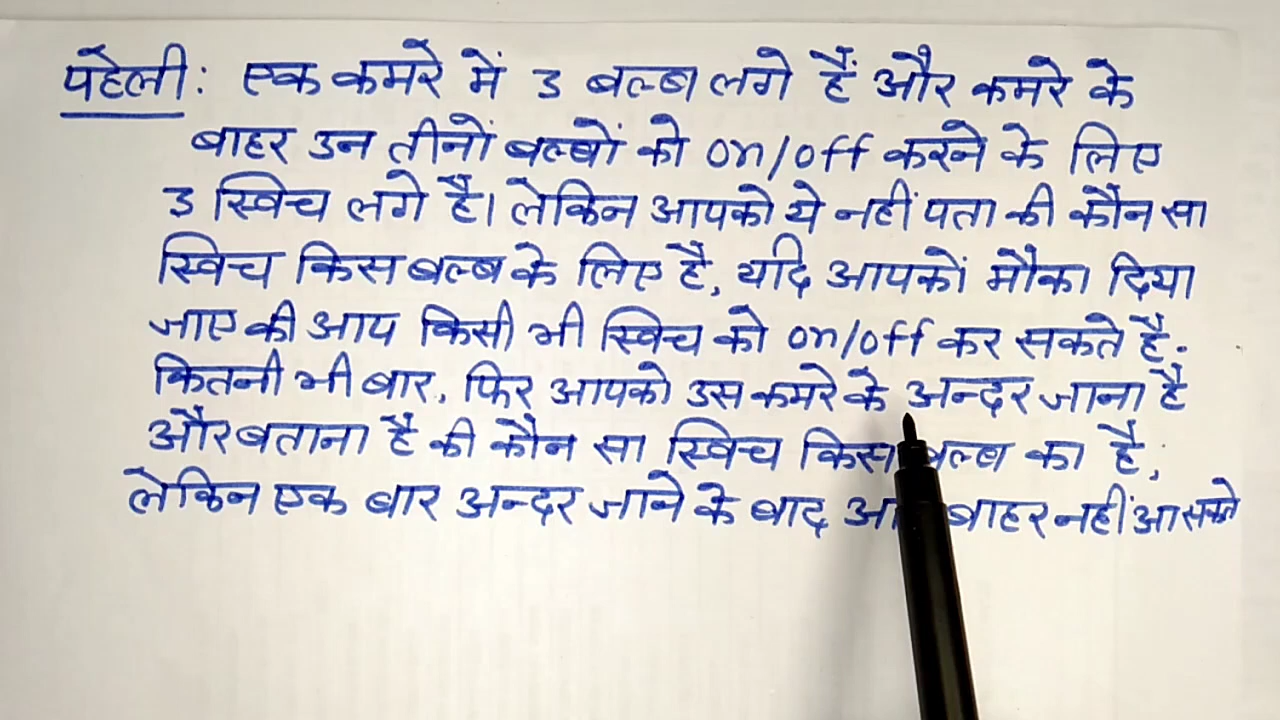 पहेली: एक कमरे में 3 बल्ब लगे हैं और कमरे के
बाहर उन तीनों बल्बों को on/off करने के लिए
3 स्विच लगे है। लेकिन आपको ये नहीं पता की कौन सा
स्विच किस बल्ब के लिए है, यदि आपकों मौका दिया
जाए की आप किसी भी स्विच को on/off कर सकते है.
कितनी भी बार, फिर आपको उस कमरे के अन्दर जाना है
और बताना है की कौन सा स्विच किस बल्ब का है,
लेकिन एक बार अन्दर जाने के बाद बाहर नहीं आ सकते